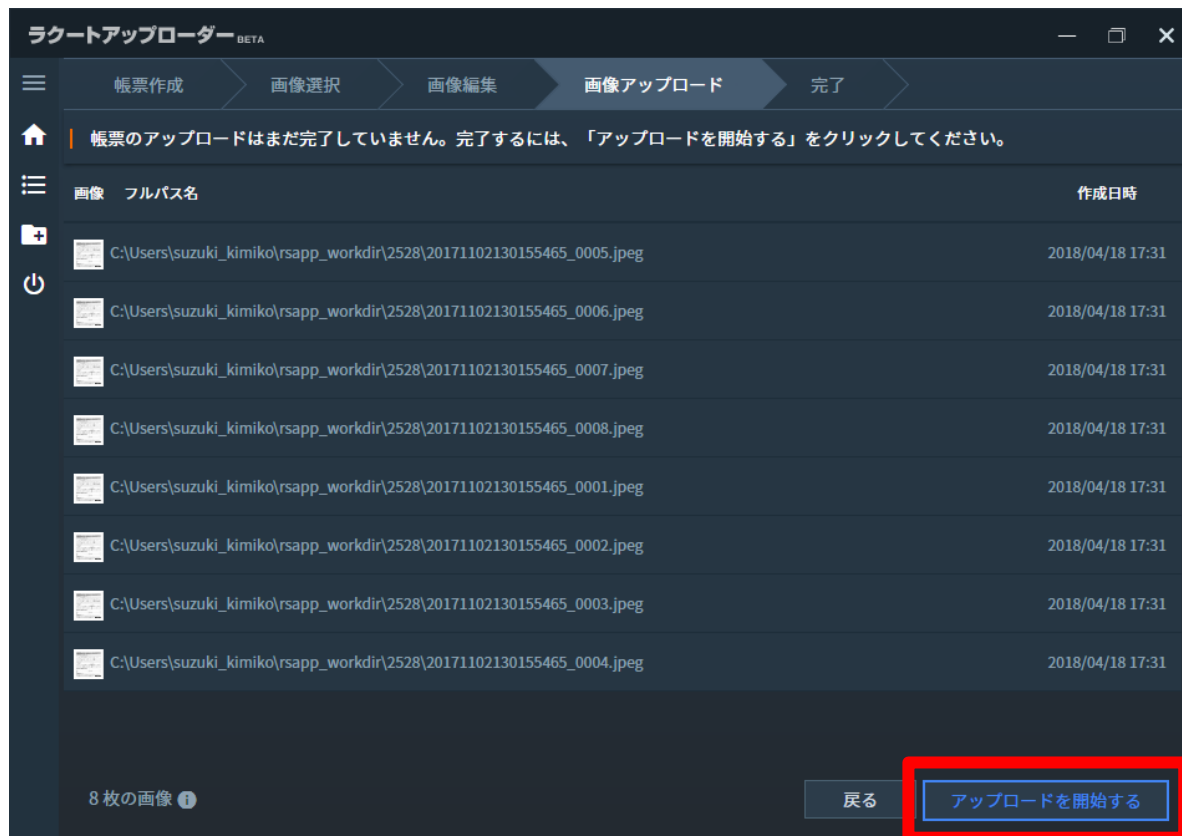 ラクートアップローダー BETA
帳票作成 画像選択 画像編集 画像アップロード 完了
帳票のアップロードはまだ完了していません。完了するには、「アップロードを開始する」をクリックしてください。
画像 フルパス名 作成日時
C:\Users\suzuki_kimiko\rsapp_workdir\2528\20171102130155465_0005.jpeg 2018/04/18 17:31
C:\Users\suzuki_kimiko\rsapp_workdir\2528\20171102130155465_0006.jpeg 2018/04/18 17:31
C:\Users\suzuki_kimiko\rsapp_workdir\2528\20171102130155465_0007.jpeg 2018/04/18 17:31
C:\Users\suzuki_kimiko\rsapp_workdir\2528\20171102130155465_0008.jpeg 2018/04/18 17:31
C:\Users\suzuki_kimiko\rsapp_workdir\2528\20171102130155465_0001.jpeg 2018/04/18 17:31
C:\Users\suzuki_kimiko\rsapp_workdir\2528\20171102130155465_0002.jpeg 2018/04/18 17:31
C:\Users\suzuki_kimiko\rsapp_workdir\2528\20171102130155465_0003.jpeg 2018/04/18 17:31
C:\Users\suzuki_kimiko\rsapp_workdir\2528\20171102130155465_0004.jpeg 2018/04/18 17:31
8 枚の画像 戻る アップロードを開始する